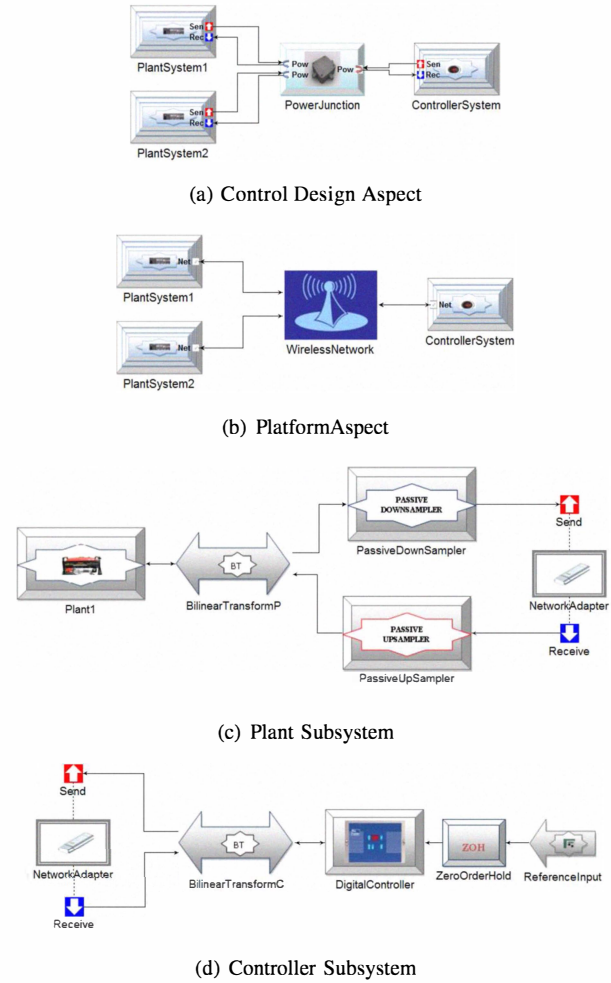 Sen
Rec
PlantSystem1
Sen
Rec
PlantSystem2
Pow
Pow
Pow
PowerJunction
Sen
Rec
ControllerSystem
(a) Control Design Aspect
Net
PlantSystem1
Net
PlantSystem2
WirelessNetwork
Net
ControllerSystem
(b) PlatformAspect
Plant1
BT
BilinearTransformP
PASSIVE
DOWNSAMPLER
PassiveDownSampler
Send
NetworkAdapter
PASSIVE
UPSAMPLER
PassiveUpSampler
Receive
(c) Plant Subsystem
Send
NetworkAdapter
Receive
BT
BilinearTransformC
DigitalController
ZOH
ZeroOrderHold
ReferenceInput
(d) Controller Subsystem